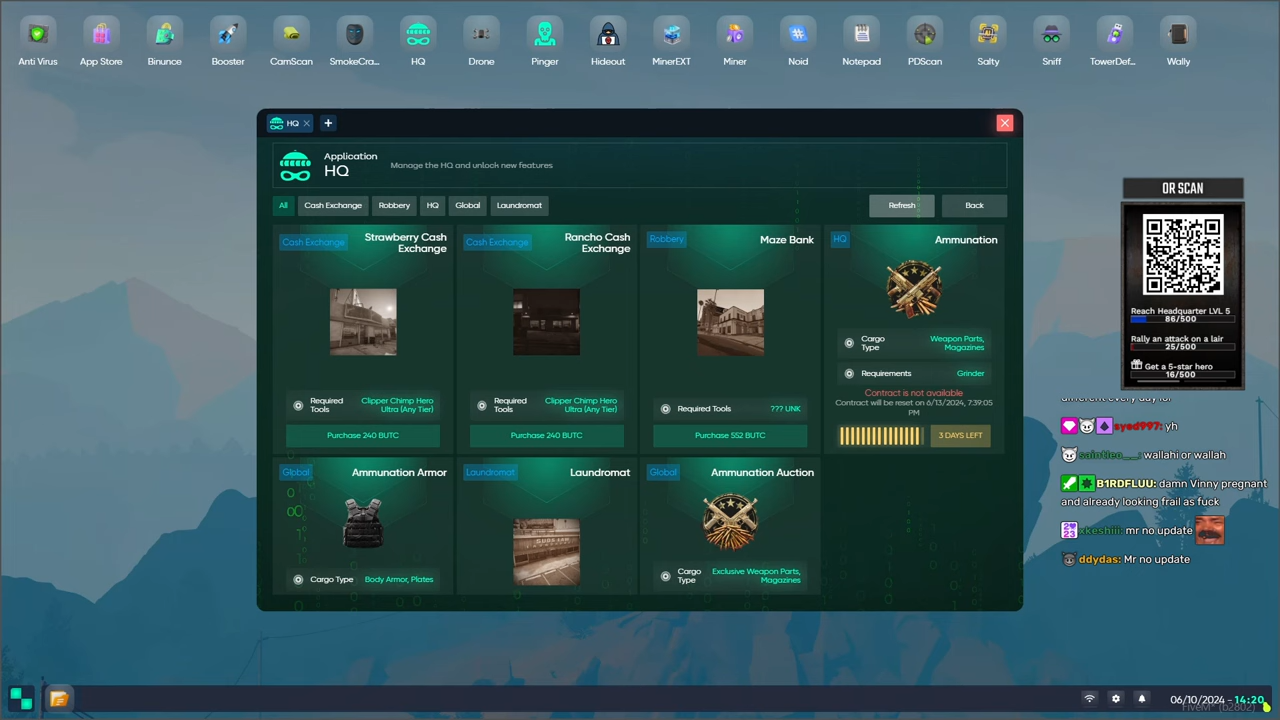 Anti Virus
App Store
Binunce
Booster
CamScan
SmokeCra...
HQ
Drone
Pinger
Hideout
MinerEXT
Miner
Noid
Notepad
PDScan
Salty
Sniff
TowerDef...
Wally
HQ
Application
HQ
Manage the HQ and unlock new features
All
Cash Exchange
Robbery
HQ
Global
Laundromat
Refresh
Back
Cash Exchange
Strawberry Cash
Exchange
Required
Tools
Clipper Chimp Hero
Ultra (Any Tier)
Purchase 240 BUTC
Cash Exchange
Rancho Cash
Exchange
Required
Tools
Clipper Chimp Hero
Ultra (Any Tier)
Purchase 240 BUTC
Robbery
Maze Bank
Required Tools
??? UNK
Purchase 552 BUTC
HQ
Ammunation
Cargo
Type
Weapon Parts,
Magazines
Requirements
Grinder
Contract is not available
Contract will be reset on 6/13/2024, 7:39:05
PM
3 DAYS LEFT
Global
Ammunation Armor
Cargo Type
Body Armor, Plates
Laundromat
Laundromat
Global
Ammunation Auction
Cargo
Type
Exclusive Weapon Parts,
Magazines
QR SCAN
Reach Headquarter LVL 5
86/500
Rally an attack on a lair
25/500
Get a 5-star hero
16/500
different every day for
syed997: yh
saintleo__: wallahi or wallah
B1RDFLUU: damn Vinny pregnant
and already looking frail as fuck
xkeshiii: mr no update
ddydas: Mr no update
06/10/2024 - 14:20
FiveM® (b2802)